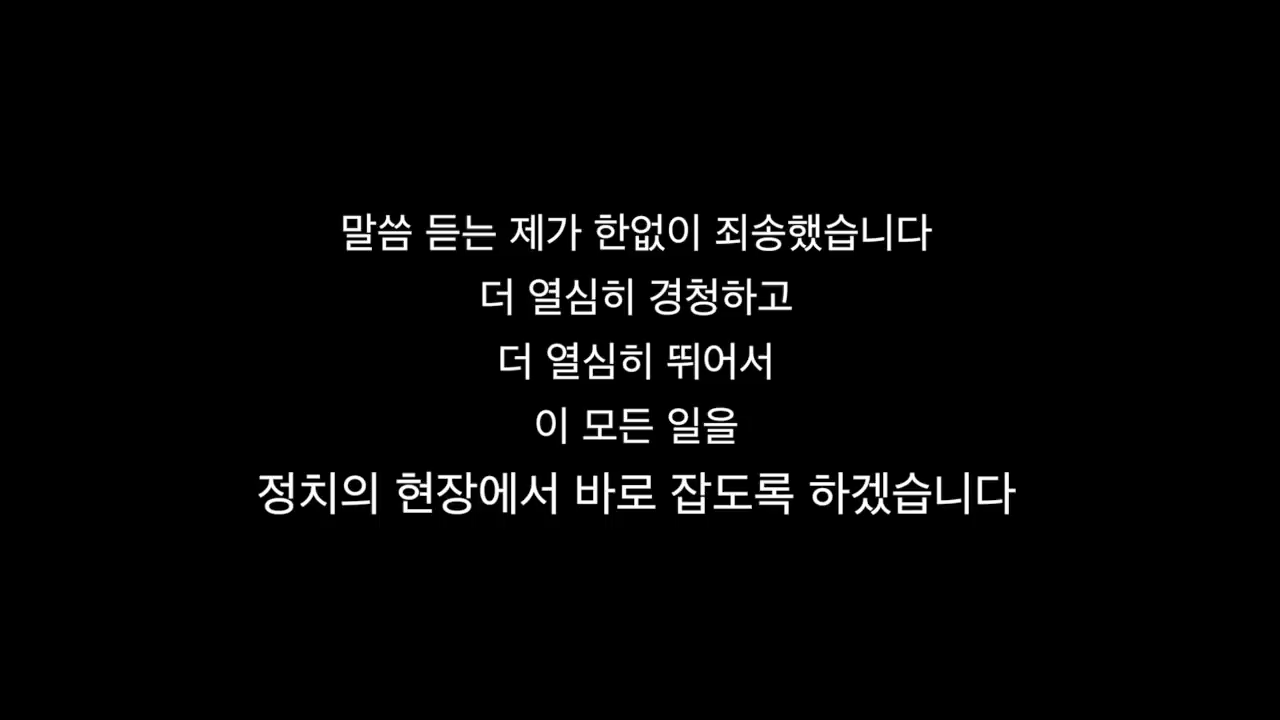 말씀 듣는 제가 한없이 죄송했습니다
더 열심히 경청하고
더 열심히 뛰어서
이 모든 일을
정치의 현장에서 바로 잡도록 하겠습니다